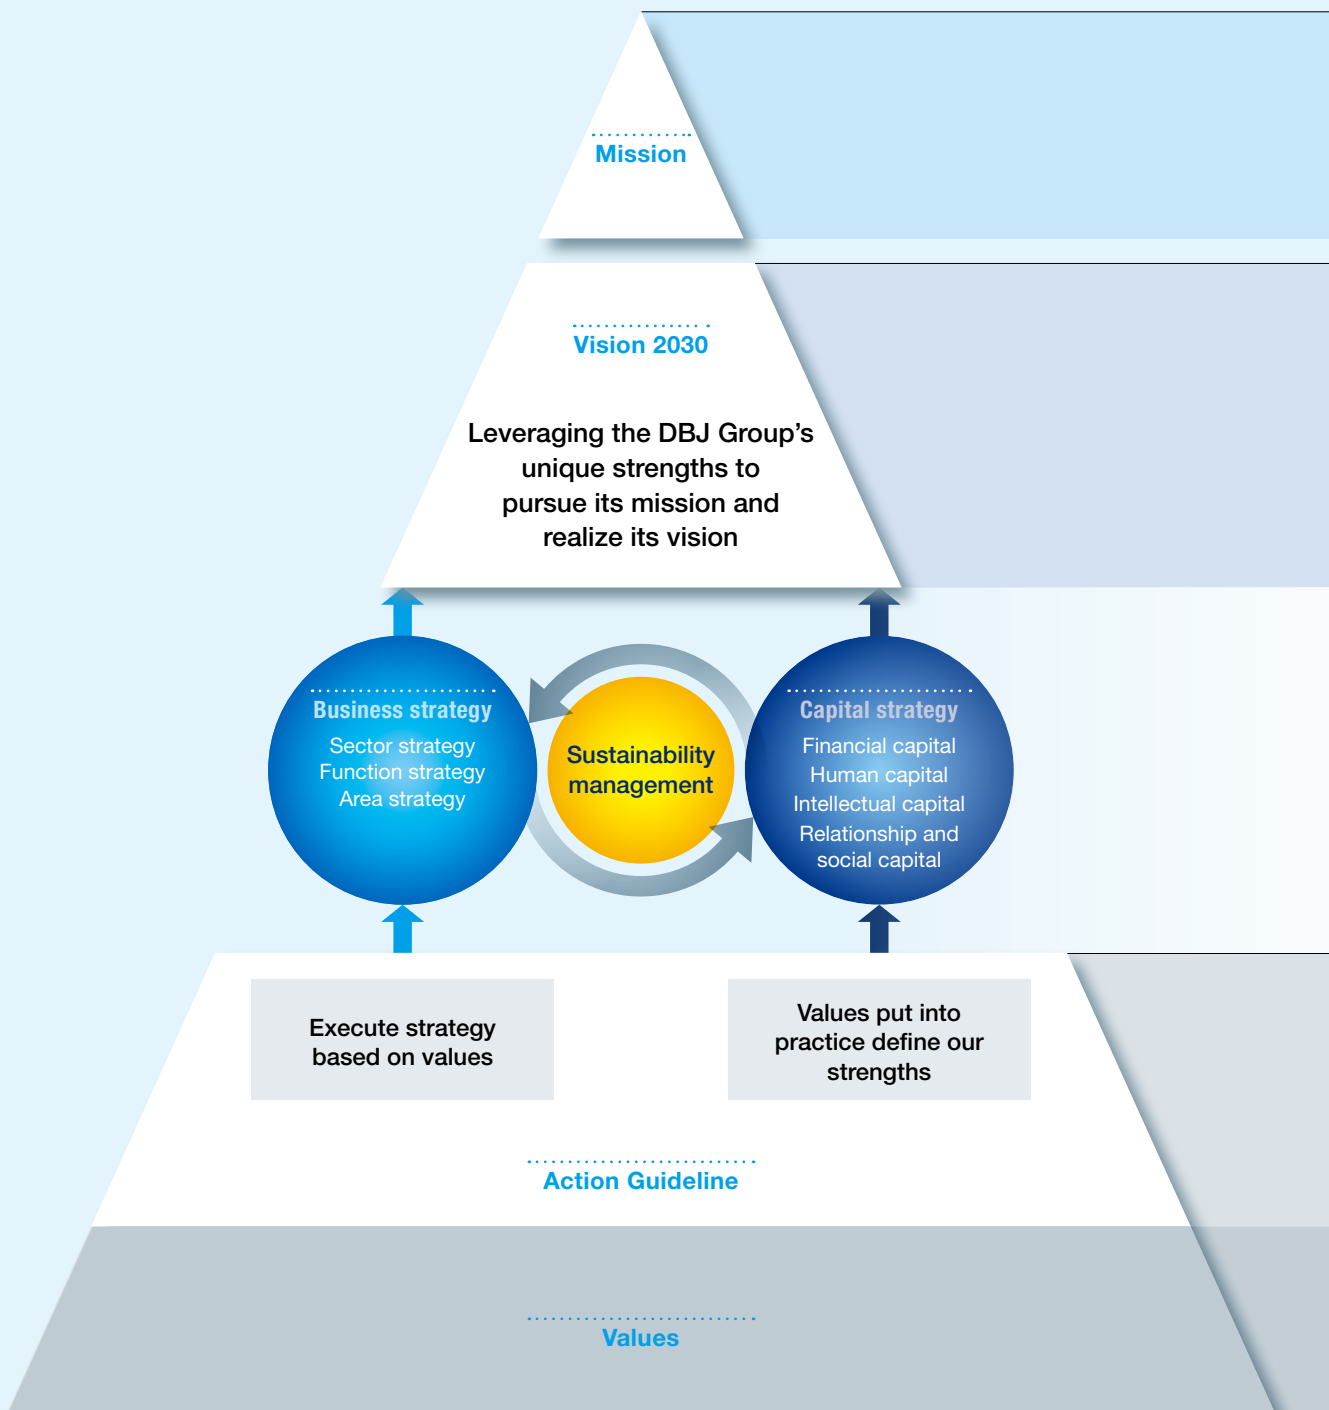 Mission
Vision 2030
Leveraging the DBJ Group’s
unique strengths to
pursue its mission and
realize its vision
Business strategy
Sector strategy
Function strategy
Area strategy
Sustainability
management
Capital strategy
Financial capital
Human capital
Intellectual capital
Relationship and
social capital
Execute strategy
based on values
Values put into
practice define our
strengths
Action Guideline
Values